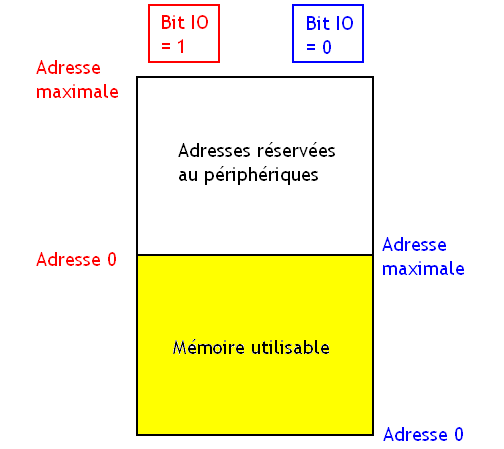 Bit IO
= 1
Bit IO
= 0
Adresse
maximale
Adresses réservées
au périphériques
Adresse 0
Adresse
maximale
Mémoire utilisable
Adresse 0